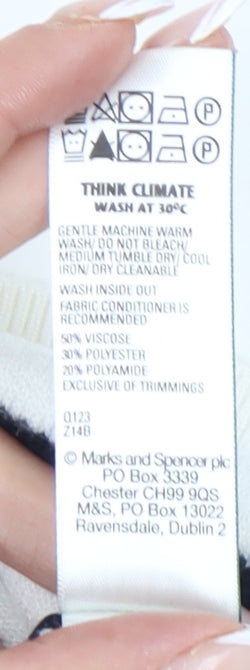 P
P
THINK CLIMATE
WASH AT 30°C
GENTLE MACHINE WARM
WASH/ DO NOT BLEACH/
MEDIUM TUMBLE DRY/ COOL
IRON/ DRY CLEANABLE
WASH INSIDE OUT
FABRIC CONDITIONER IS
RECOMMENDED
50% VISCOSE
30% POLYESTER
20% POLYAMIDE
EXCLUSIVE OF TRIMMINGS
Q123
Z14B
© Marks and Spencer plc
PO Box 3339
Chester CH99 9QS
M&S, PO Box 13022
Ravensdale, Dublin 2